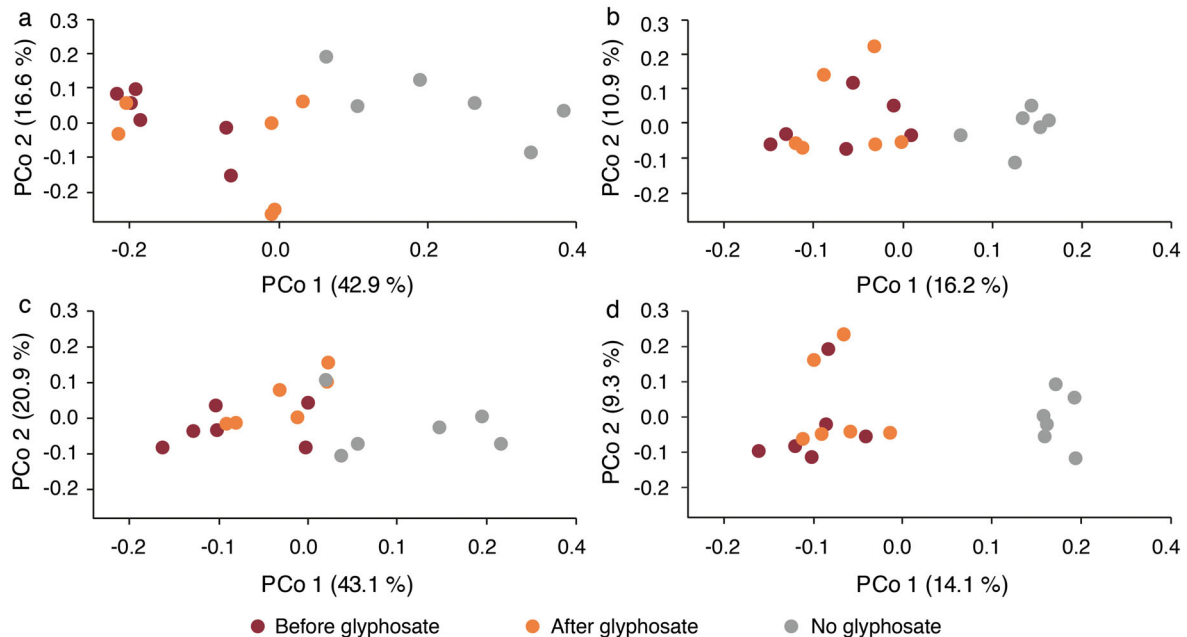 a
0.3
0.2
0.1
0.0
-0.1
-0.2
PCo 2 (16.6 %)
-0.2 0.0 0.2 0.4
PCo 1 (42.9 %)
b
0.3
0.2
0.1
0.0
-0.1
-0.2
PCo 2 (10.9 %)
-0.2 -0.1 0.0 0.1 0.2 0.4
PCo 1 (16.2 %)
c
0.3
0.2
0.1
0.0
-0.1
-0.2
PCo 2 (20.9 %)
-0.2 -0.1 0.0 0.1 0.2 0.4
PCo 1 (43.1 %)
d
0.3
0.2
0.1
0.0
-0.1
-0.2
PCo 2 (9.3 %)
-0.2 -0.1 0.0 0.1 0.2 0.4
PCo 1 (14.1 %)
Before glyphosate After glyphosate No glyphosate